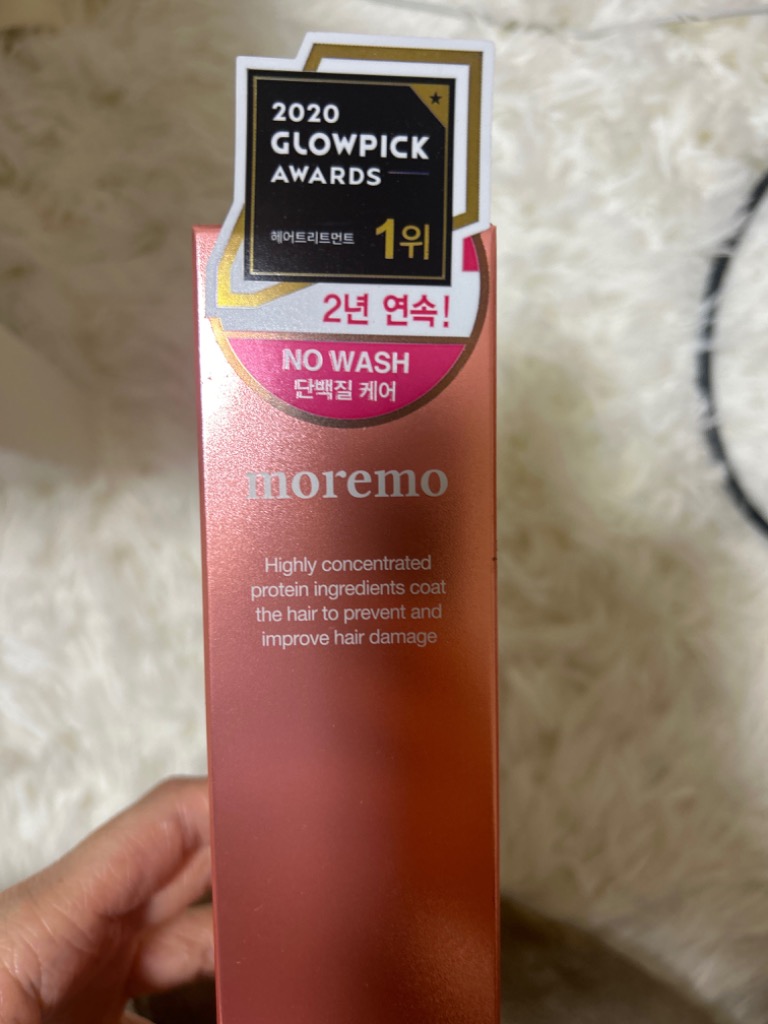 2020
GLOWPICK
AWARDS
헤어트리트먼트 1위
2년 연속!
NO WASH
단백질 케어
moremo
Highly concentrated
protein ingredients coat
the hair to prevent and
improve hair damage